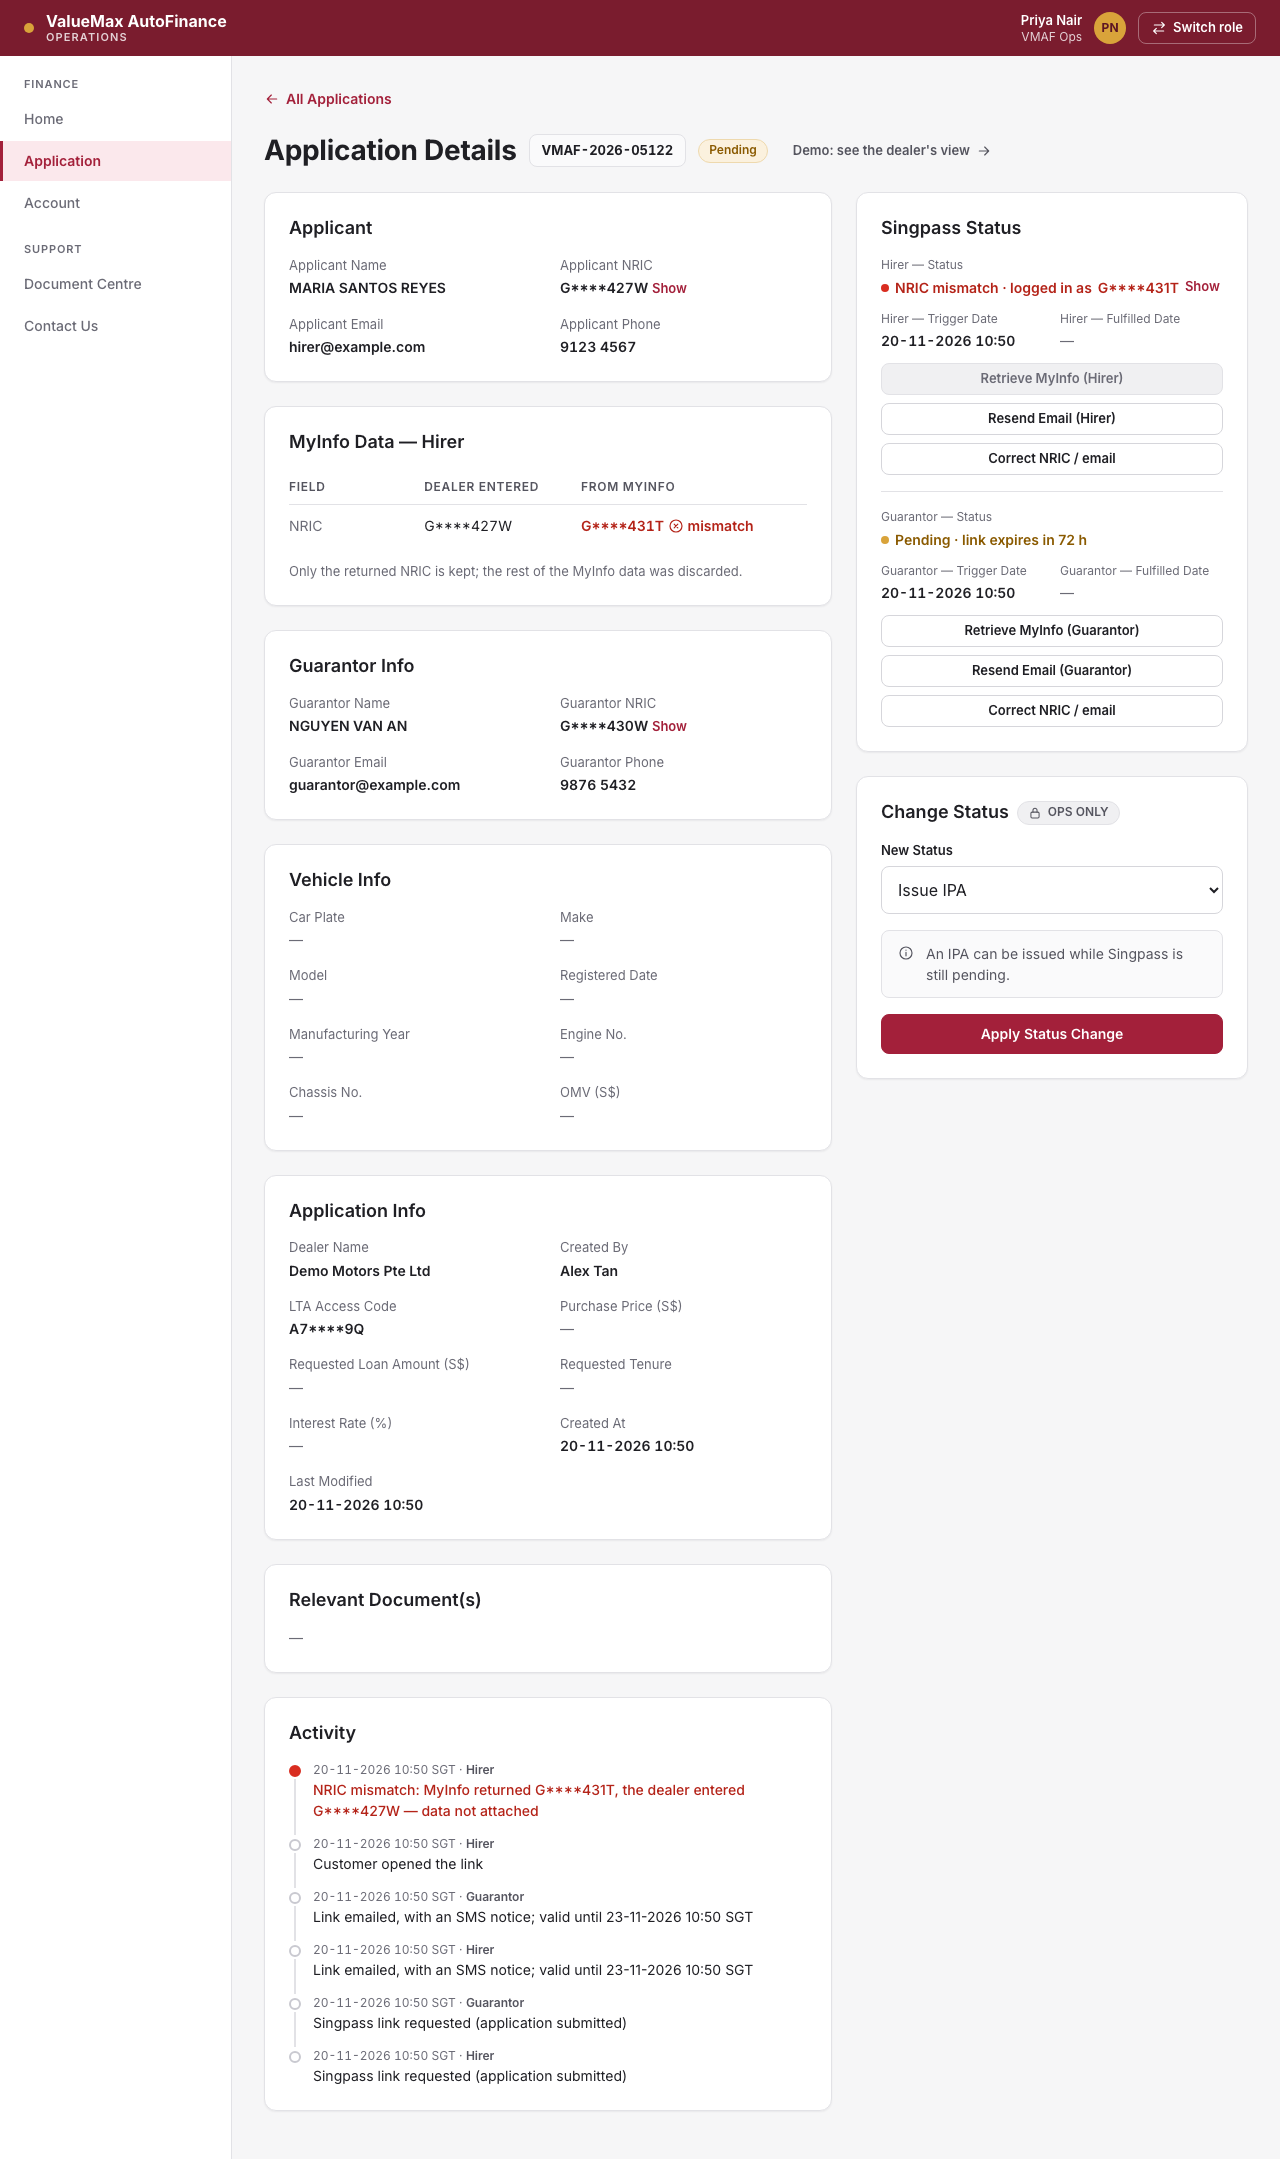 ValueMax AutoFinance
OPERATIONS
Priya Nair
VMAF Ops
PN
Switch role
FINANCE
Home
Application
Account
SUPPORT
Document Centre
Contact Us
← All Applications
Application Details
VMAF-2026-05122
Pending
Demo: see the dealer's view →
Applicant
Applicant Name
Applicant NRIC
MARIA SANTOS REYES
G****427W Show
Applicant Email
Applicant Phone
hirer@example.com
9123 4567
MyInfo Data — Hirer
FIELD DEALER ENTERED FROM MYINFO
NRIC G****427W G****431T mismatch
Only the returned NRIC is kept; the rest of the MyInfo data was discarded.
Guarantor Info
Guarantor Name
Guarantor NRIC
NGUYEN VAN AN
G****430W Show
Guarantor Email
Guarantor Phone
guarantor@example.com
9876 5432
Vehicle Info
Car Plate
Make
—
—
Model
Registered Date
—
—
Manufacturing Year
Engine No.
—
—
Chassis No.
OMV (S$)
—
—
Application Info
Dealer Name
Created By
Demo Motors Pte Ltd
Alex Tan
LTA Access Code
Purchase Price (S$)
A7****9Q
—
Requested Loan Amount (S$)
Requested Tenure
—
—
Interest Rate (%)
Created At
—
20-11-2026 10:50
Last Modified
20-11-2026 10:50
Relevant Document(s)
—
Activity
20-11-2026 10:50 SGT · Hirer
NRIC mismatch: MyInfo returned G****431T, the dealer entered
G****427W — data not attached
20-11-2026 10:50 SGT · Hirer
Customer opened the link
20-11-2026 10:50 SGT · Guarantor
Link emailed, with an SMS notice; valid until 23-11-2026 10:50 SGT
20-11-2026 10:50 SGT · Hirer
Link emailed, with an SMS notice; valid until 23-11-2026 10:50 SGT
20-11-2026 10:50 SGT · Guarantor
Singpass link requested (application submitted)
20-11-2026 10:50 SGT · Hirer
Singpass link requested (application submitted)
Singpass Status
Hirer — Status
NRIC mismatch · logged in as G****431T Show
Hirer — Trigger Date
Hirer — Fulfilled Date
20-11-2026 10:50
—
Retrieve MyInfo (Hirer)
Resend Email (Hirer)
Correct NRIC / email
Guarantor — Status
Pending · link expires in 72 h
Guarantor — Trigger Date
Guarantor — Fulfilled Date
20-11-2026 10:50
—
Retrieve MyInfo (Guarantor)
Resend Email (Guarantor)
Correct NRIC / email
Change Status
OPS ONLY
New Status
Issue IPA
An IPA can be issued while Singpass is
still pending.
Apply Status Change